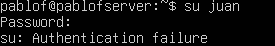 pablof@pablofserver:~$ su juan
Password:
su: Authentication failure